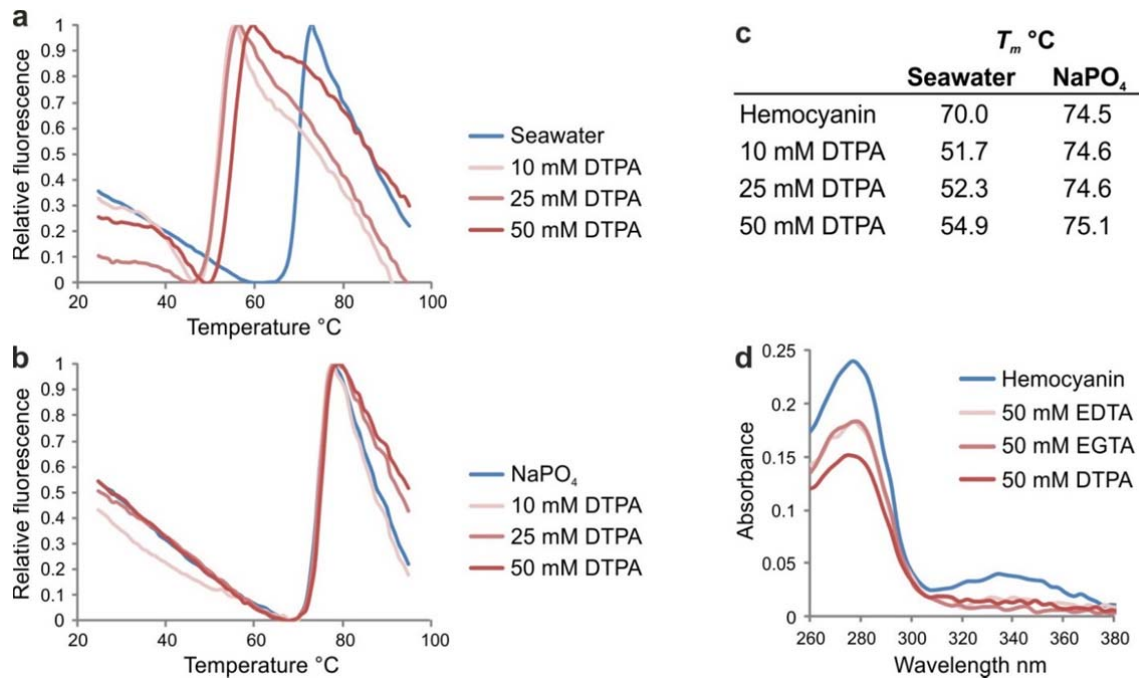 a
Relative fluorescence
1
0.9
0.8
0.7
0.6
0.5
0.4
0.3
0.2
0.1
0
20 40 60 80 100
Temperature °C
Seawater
10 mM DTPA
25 mM DTPA
50 mM DTPA
b
Relative fluorescence
1
0.9
0.8
0.7
0.6
0.5
0.4
0.3
0.2
0.1
0
20 40 60 80 100
Temperature °C
NaPO₄
10 mM DTPA
25 mM DTPA
50 mM DTPA
c
Tₘ °C
Seawater NaPO₄
Hemocyanin 70.0 74.5
10 mM DTPA 51.7 74.6
25 mM DTPA 52.3 74.6
50 mM DTPA 54.9 75.1
d
Absorbance
0.25
0.2
0.15
0.1
0.05
0
260 280 300 320 340 360 380
Wavelength nm
Hemocyanin
50 mM EDTA
50 mM EGTA
50 mM DTPA